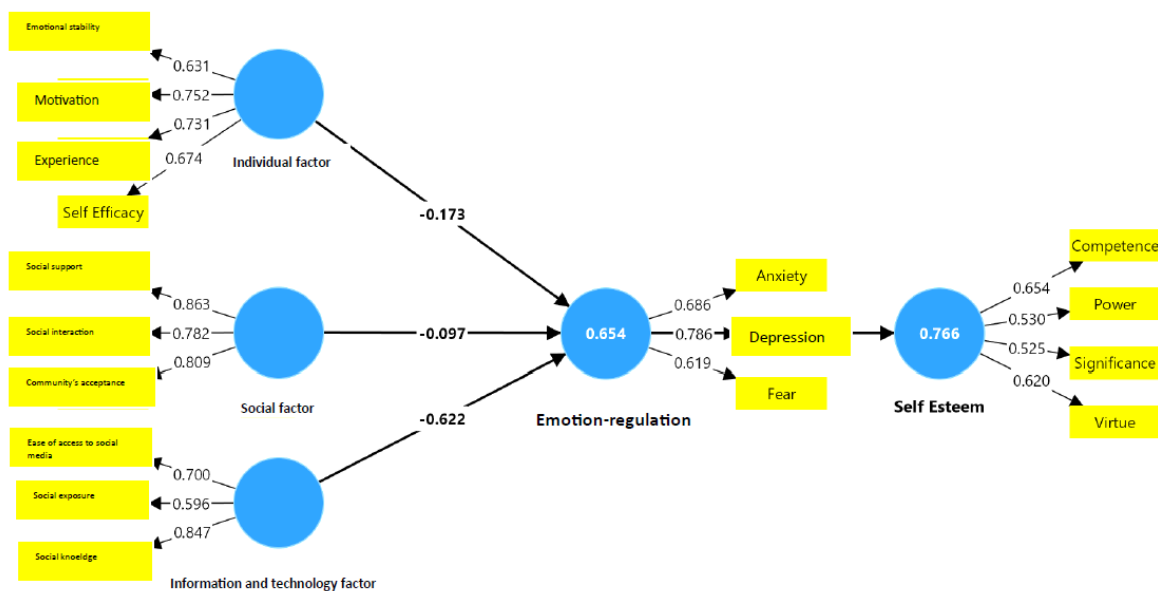 Emotional stability
0.631
Motivation
0.752
0.731
Experience
0.674
Self Efficacy
Individual factor
-0.173
Social support
0.863
Social interaction
0.782
0.809
Community's acceptance
Social factor
-0.097
Ease of access to social
media
0.700
Social exposure
0.596
0.847
Social knoeldge
Information and technology factor
-0.622
0.654
Emotion-regulation
0.686
Anxiety
0.786
Depression
0.619
Fear
0.766
Self Esteem
Competence
0.654
Power
0.530
0.525
Significance
0.620
Virtue